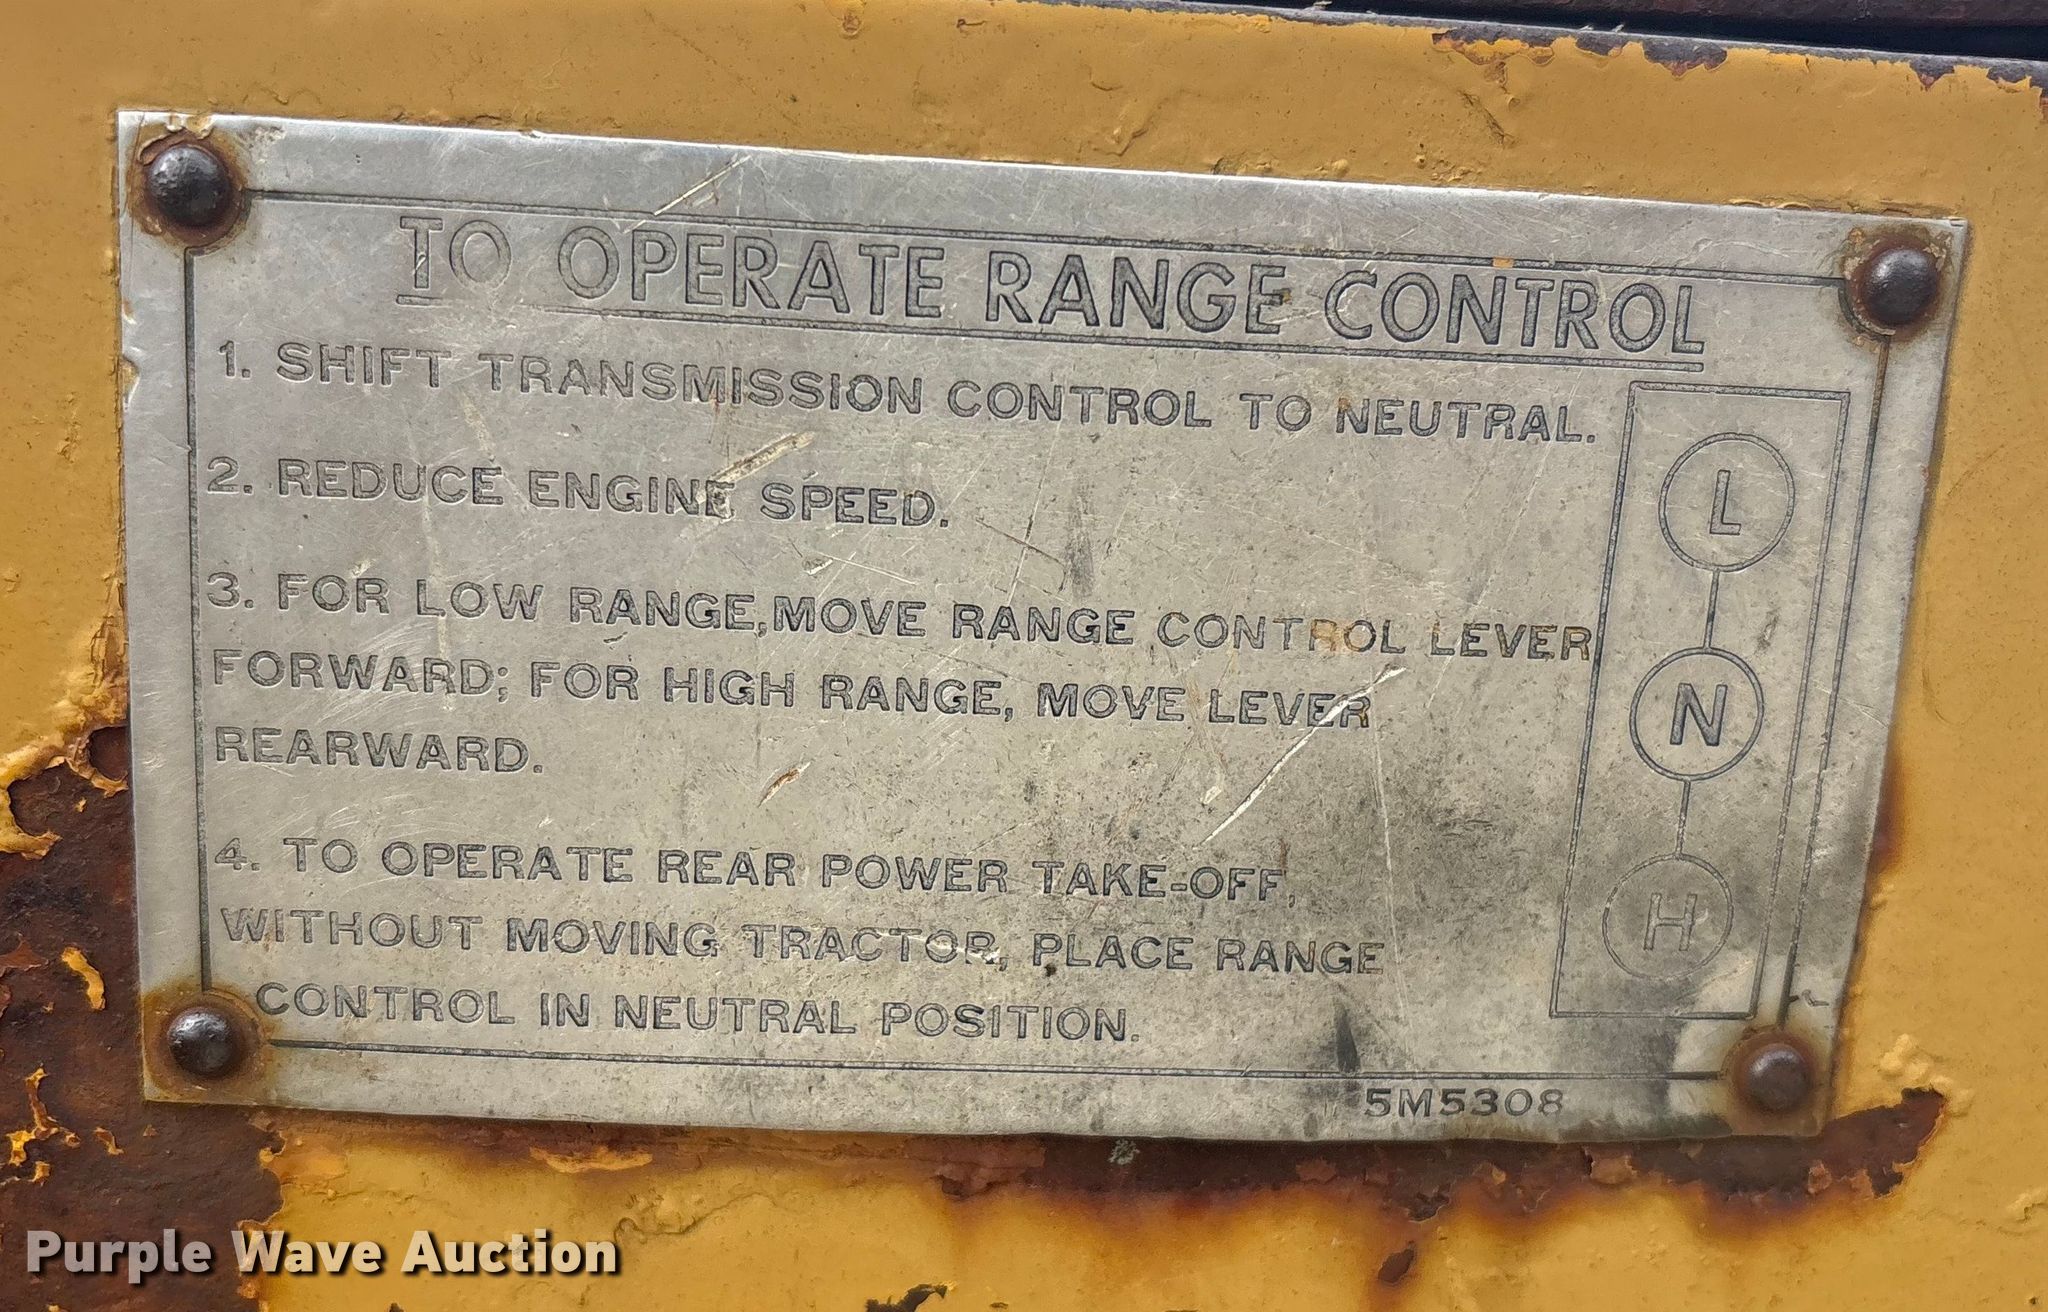 TO OPERATE RANGE CONTROL
1. SHIFT TRANSMISSION CONTROL TO NEUTRAL.
2. REDUCE ENGINE SPEED.
3. FOR LOW RANGE, MOVE RANGE CONTROL LEVER
FORWARD; FOR HIGH RANGE, MOVE LEVER
REARWARD.
4. TO OPERATE REAR POWER TAKE-OFF,
WITHOUT MOVING TRACTOR, PLACE RANGE
CONTROL IN NEUTRAL POSITION.
L
N
H
5M5308
Purple Wave Auction